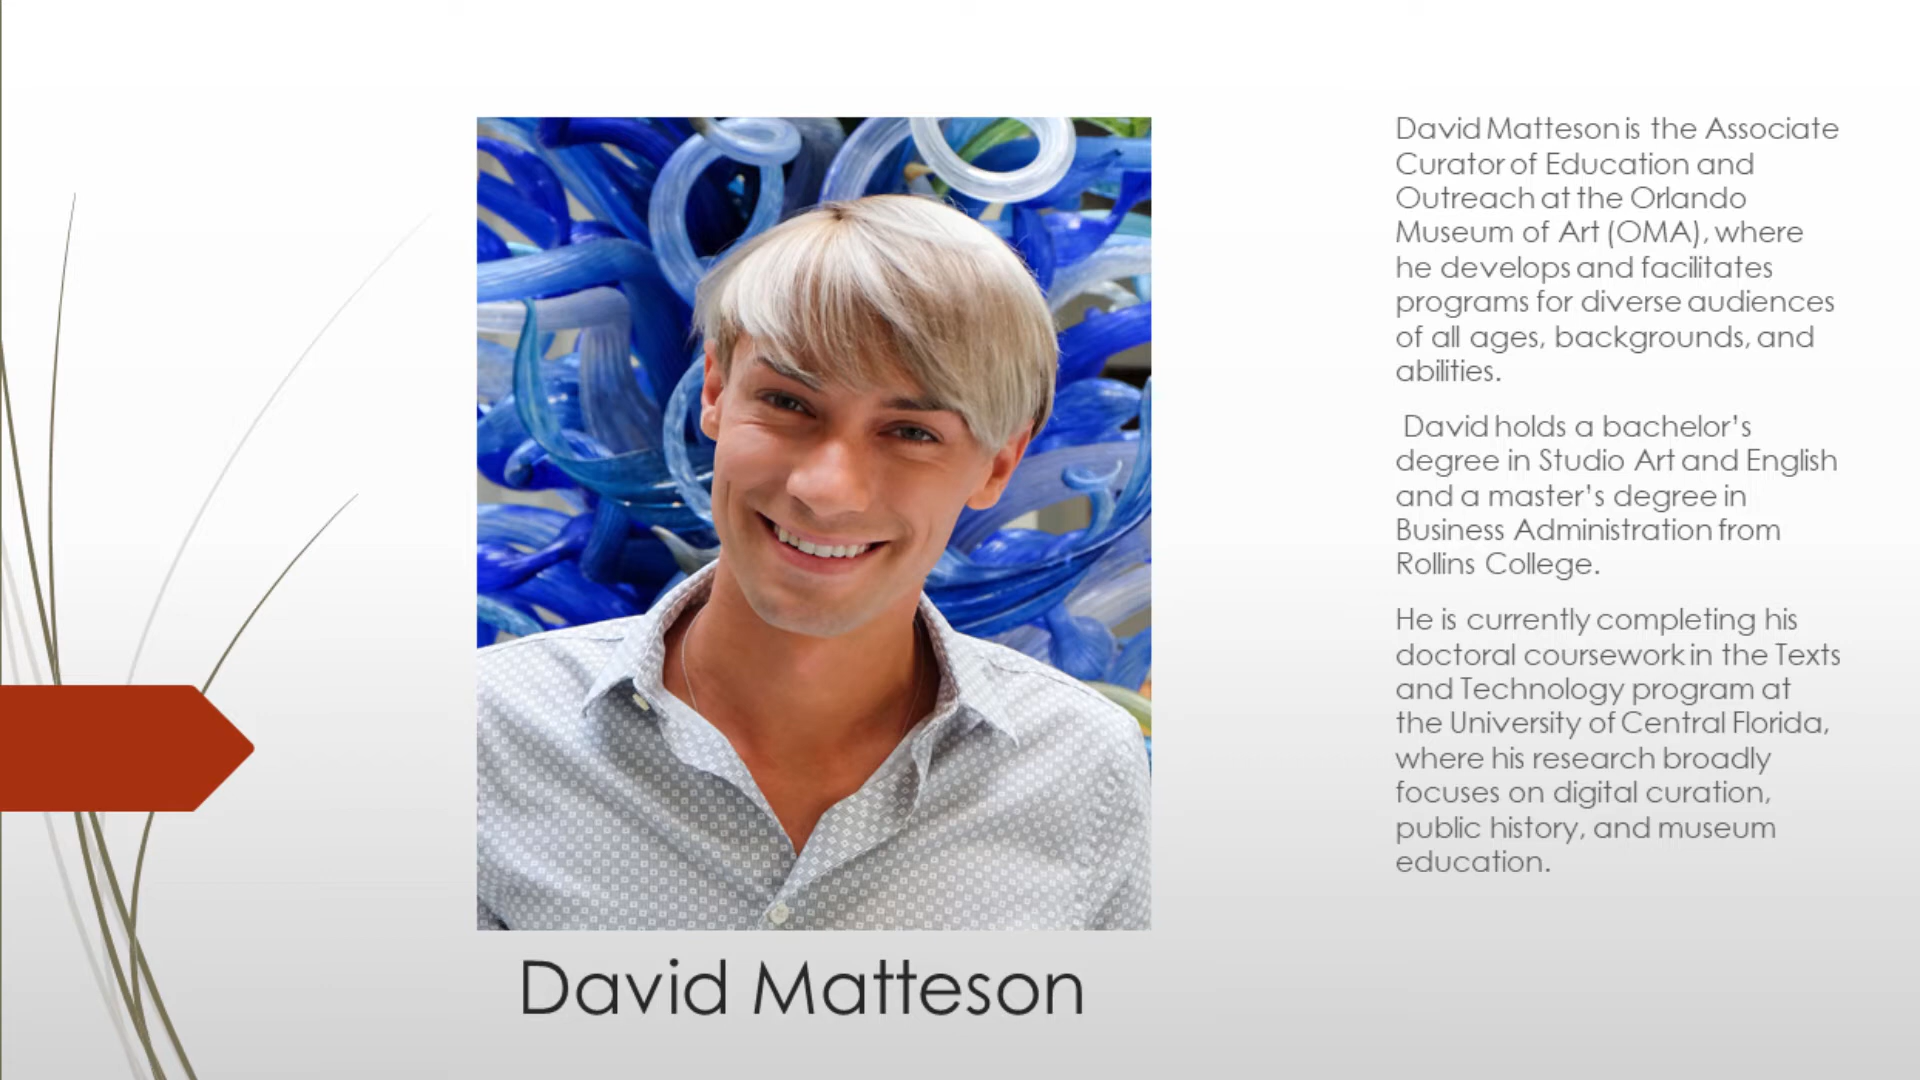 David Matteson is the Associate
Curator of Education and
Outreach at the Orlando
Museum of Art (OMA), where
he develops and facilitates
programs for diverse audiences
of all ages, backgrounds, and
abilities.
David holds a bachelor’s
degree in Studio Art and English
and a master’s degree in
Business Administration from
Rollins College.
He is currently completing his
doctoral coursework in the Texts
and Technology program at
the University of Central Florida,
where his research broadly
focuses on digital curation,
public history, and museum
education.
David Matteson